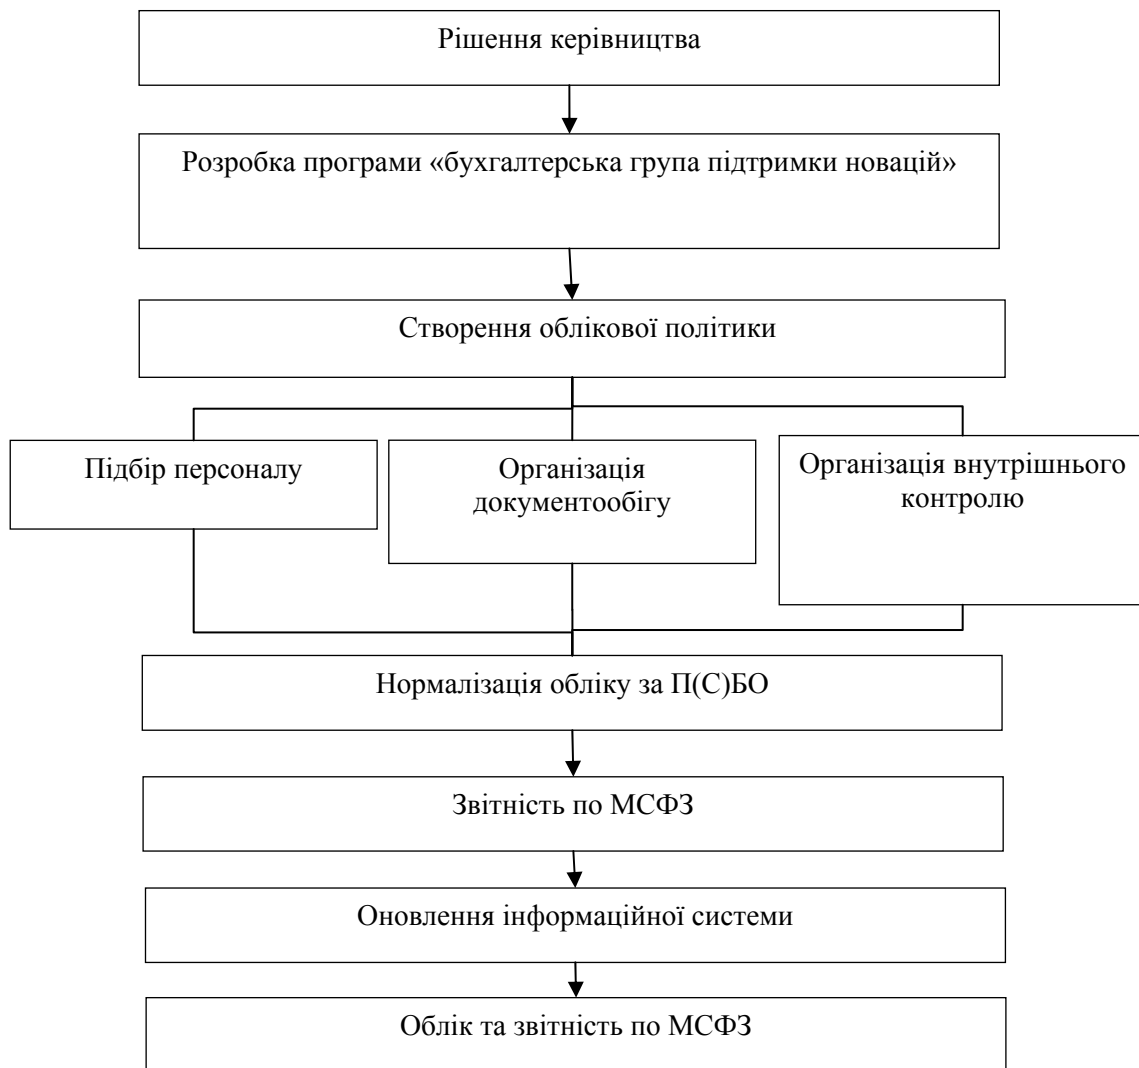 Рішення керівництва
Розробка програми «бухгалтерська група підтримки новацій»
Створення облікової політики
Підбір персоналу
Організація
документообігу
Організація внутрішнього
контролю
Нормалізація обліку за П(С)БО
Звітність по МСФЗ
Оновлення інформаційної системи
Облік та звітність по МСФЗ